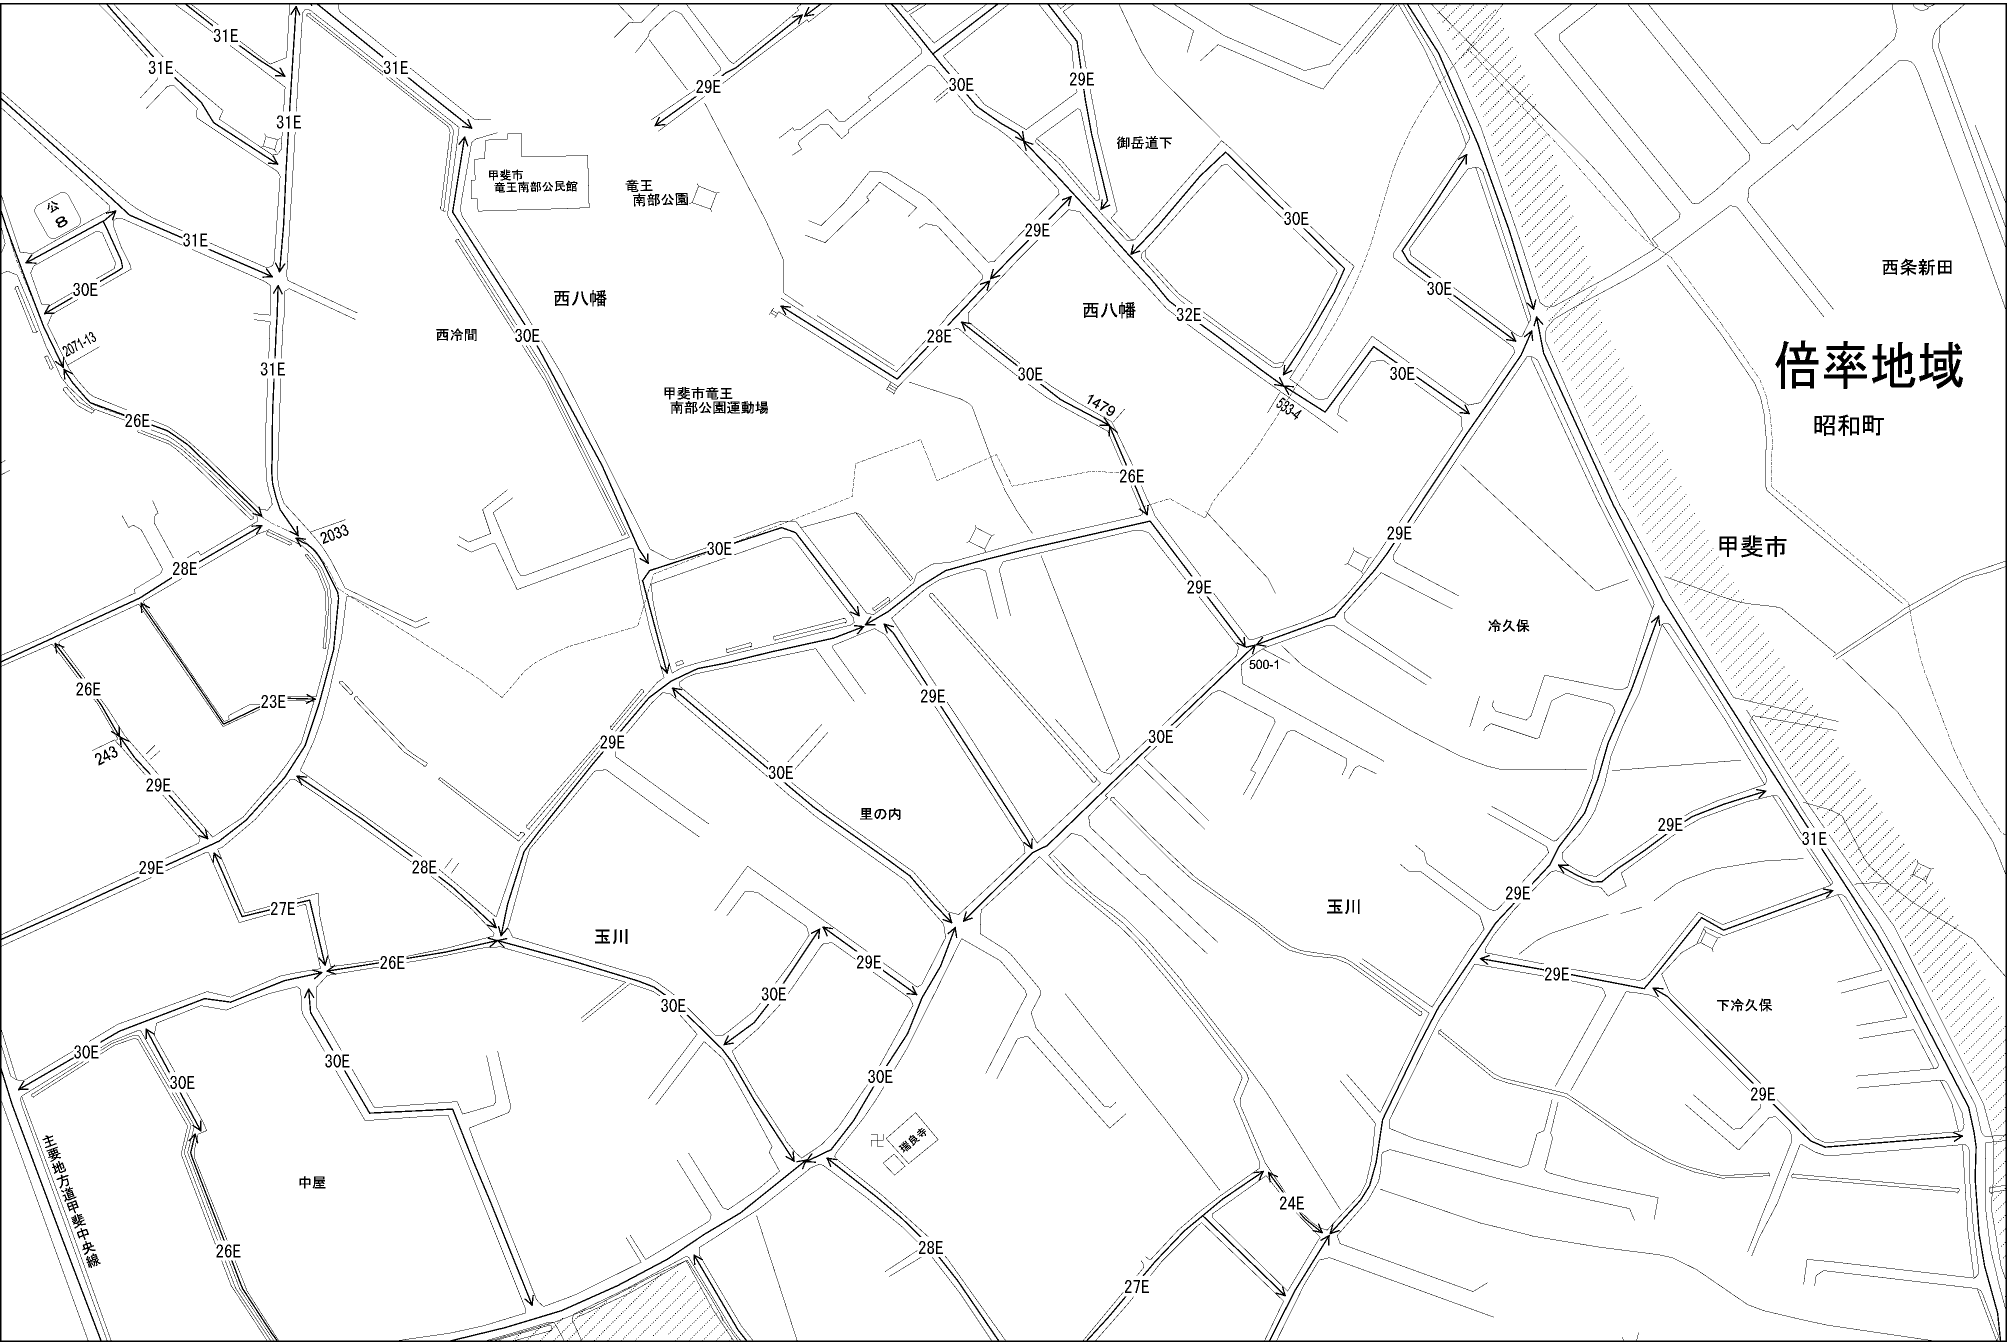 31E
31E
31E
29E
30E
29E
31E
御岳道下
甲斐市
竜王南部公民館
竜王
南部公園
公
8
31E
29E
30E
西条新田
30E
西八幡
西八幡
30E
32E
2071-13
西冷間
30E
28E
31E
30E
30E
倍率地域
甲斐市竜王
南部公園運動場
1479
533-4
昭和町
26E
26E
2033
29E
甲斐市
30E
28E
29E
冷久保
500-1
26E
29E
23E
29E
30E
243
30E
29E
里の内
29E
31E
29E
28E
29E
玉川
27E
玉川
26E
29E
29E
30E
30E
下冷久保
30E
30E
30E
30E
29E
瑞良寺
主要地方道甲斐中央線
中屋
24E
26E
28E
27E